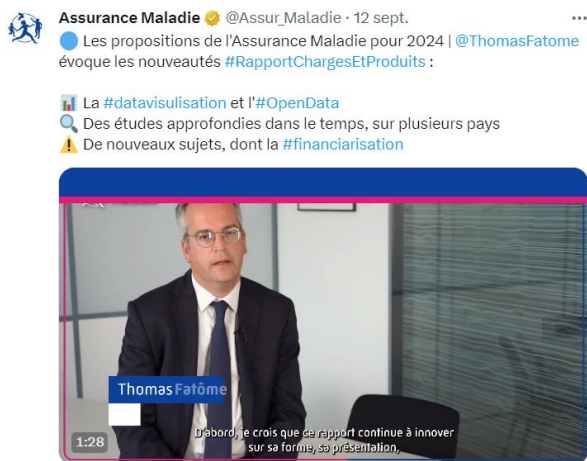 Assurance Maladie @Assur_Maladie · 12 sept.
Les propositions de l'Assurance Maladie pour 2024 | @ThomasFatome
évoque les nouveautés #RapportChargesEtProduits :
La #datavisulisation et l'#OpenData
Des études approfondies dans le temps, sur plusieurs pays
De nouveaux sujets, dont la #financiarisation
Thomas Fatôme
D'abord, je crois que ce rapport continue à innover
sur sa forme, sa présentation,
1:28